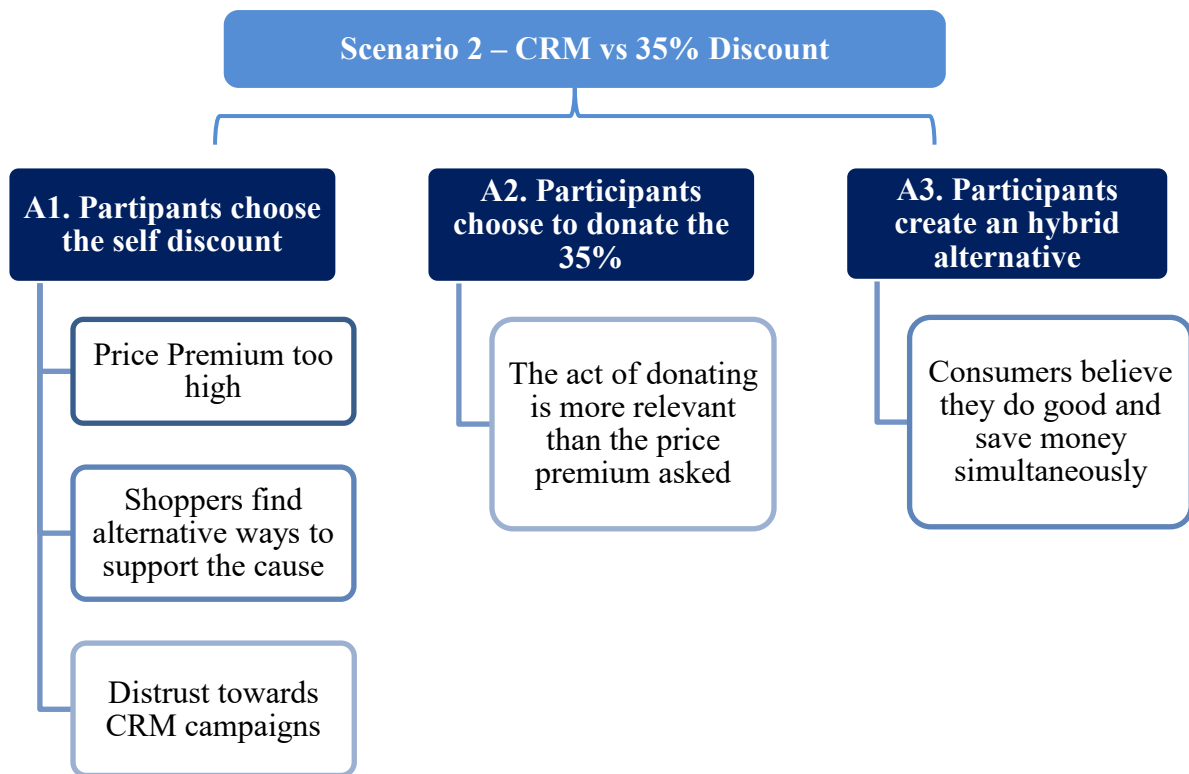 Scenario 2 – CRM vs 35% Discount
A1. Partipants choose
the self discount
Price Premium too
high
Shoppers find
alternative ways to
support the cause
Distrust towards
CRM campaigns
A2. Participants
choose to donate the
35%
The act of donating
is more relevant
than the price
premium asked
A3. Participants
create an hybrid
alternative
Consumers believe
they do good and
save money
simultaneously